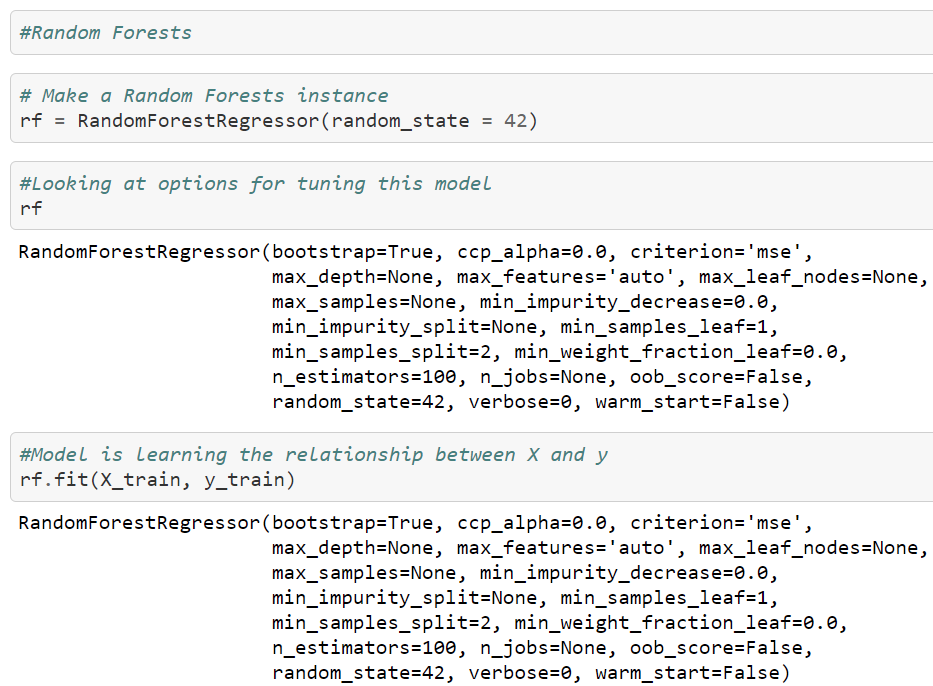 #Random Forests
# Make a Random Forests instance
rf = RandomForestRegressor(random_state = 42)
#Looking at options for tuning this model
rf
RandomForestRegressor(bootstrap=True, ccp_alpha=0.0, criterion='mse',
max_depth=None, max_features='auto', max_leaf_nodes=None,
max_samples=None, min_impurity_decrease=0.0,
min_impurity_split=None, min_samples_leaf=1,
min_samples_split=2, min_weight_fraction_leaf=0.0,
n_estimators=100, n_jobs=None, oob_score=False,
random_state=42, verbose=0, warm_start=False)
#Model is learning the relationship between X and y
rf.fit(X_train, y_train)
RandomForestRegressor(bootstrap=True, ccp_alpha=0.0, criterion='mse',
max_depth=None, max_features='auto', max_leaf_nodes=None,
max_samples=None, min_impurity_decrease=0.0,
min_impurity_split=None, min_samples_leaf=1,
min_samples_split=2, min_weight_fraction_leaf=0.0,
n_estimators=100, n_jobs=None, oob_score=False,
random_state=42, verbose=0, warm_start=False)